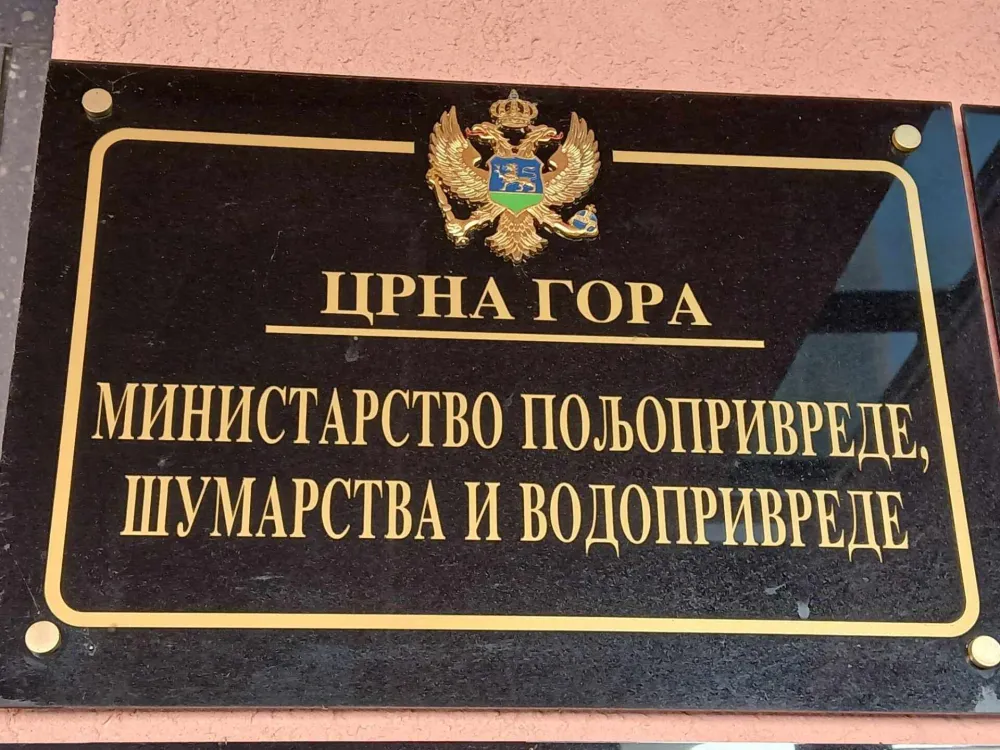 ЦРНА ГОРА
МИНИСТАРСТВО ПОЉОПРИВРЕДЕ,
ШУМАРСТВА И ВОДОПРИВРЕДЕ